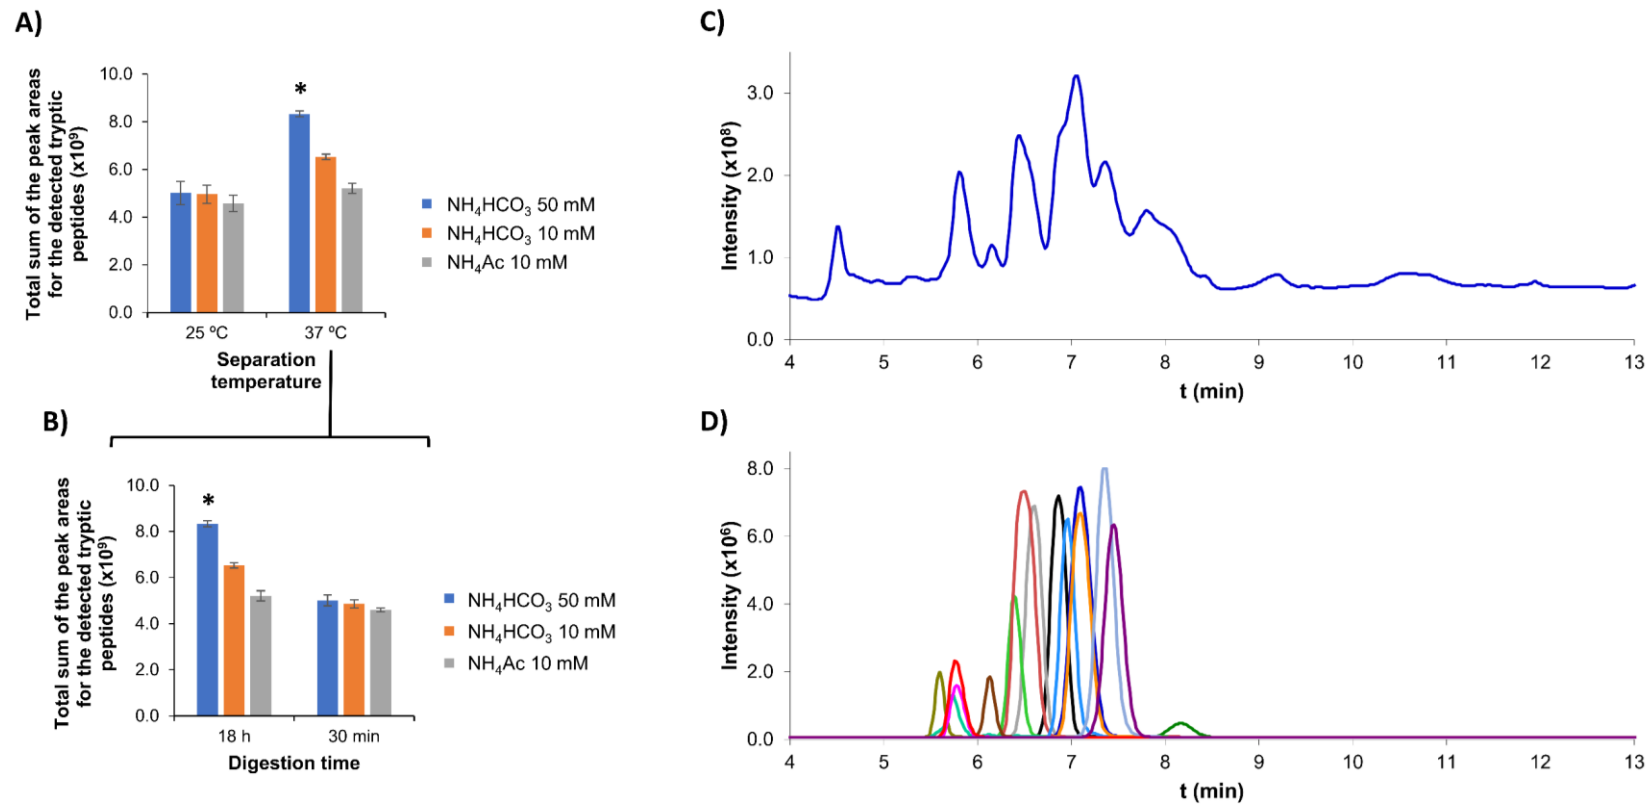 A)
Total sum of the peak areas
for the detected tryptic
peptides (x10⁹)
10.0
8.0
6.0
4.0
2.0
0.0
*
25 ºC
37 ºC
Separation
temperature
NH₄HCO₃ 50 mM
NH₄HCO₃ 10 mM
NH₄Ac 10 mM
B)
Total sum of the peak areas
for the detected tryptic
peptides (x10⁹)
10.0
8.0
6.0
4.0
2.0
0.0
*
18 h
30 min
Digestion time
NH₄HCO₃ 50 mM
NH₄HCO₃ 10 mM
NH₄Ac 10 mM
C)
Intensity (x10⁸)
3.0
2.0
1.0
0.0
4 5 6 7 8 9 10 11 12 13
t (min)
D)
Intensity (x10⁶)
8.0
6.0
4.0
2.0
0.0
4 5 6 7 8 9 10 11 12 13
t (min)